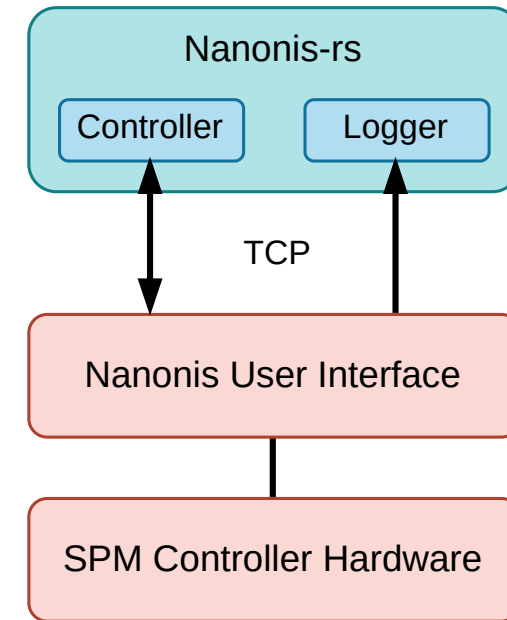 Nanonis-rs
Controller
Logger
TCP
Nanonis User Interface
SPM Controller Hardware